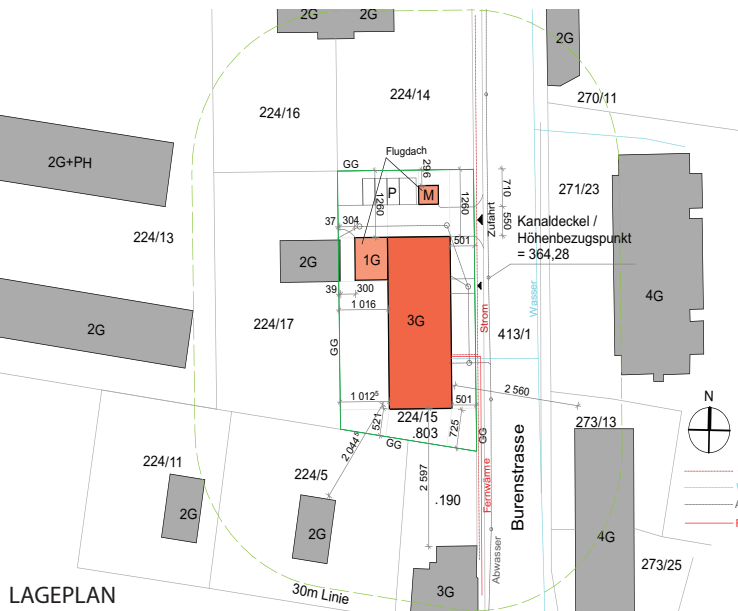 2G
2G
2G
270/11
224/14
224/16
2G+PH
Flugdach
GG
296
P
M
1260
1260
710
550
271/23
37
304
Zufahrt
Kanaldeckel /
Höhenbezugspunkt
= 364,28
224/13
501
2G
1G
4G
39
300
1 016
Strom
Wasser
3G
413/1
2G
224/17
GG
1 012⁵
501
2 560
224/15
.803
521
725
GG
GG
273/13
N
2 044⁵
2 597
224/11
224/5
Fernwärme
Burenstrasse
.190
2G
2G
4G
A
Abwasser
273/25
3G
30m Linie
LAGEPLAN